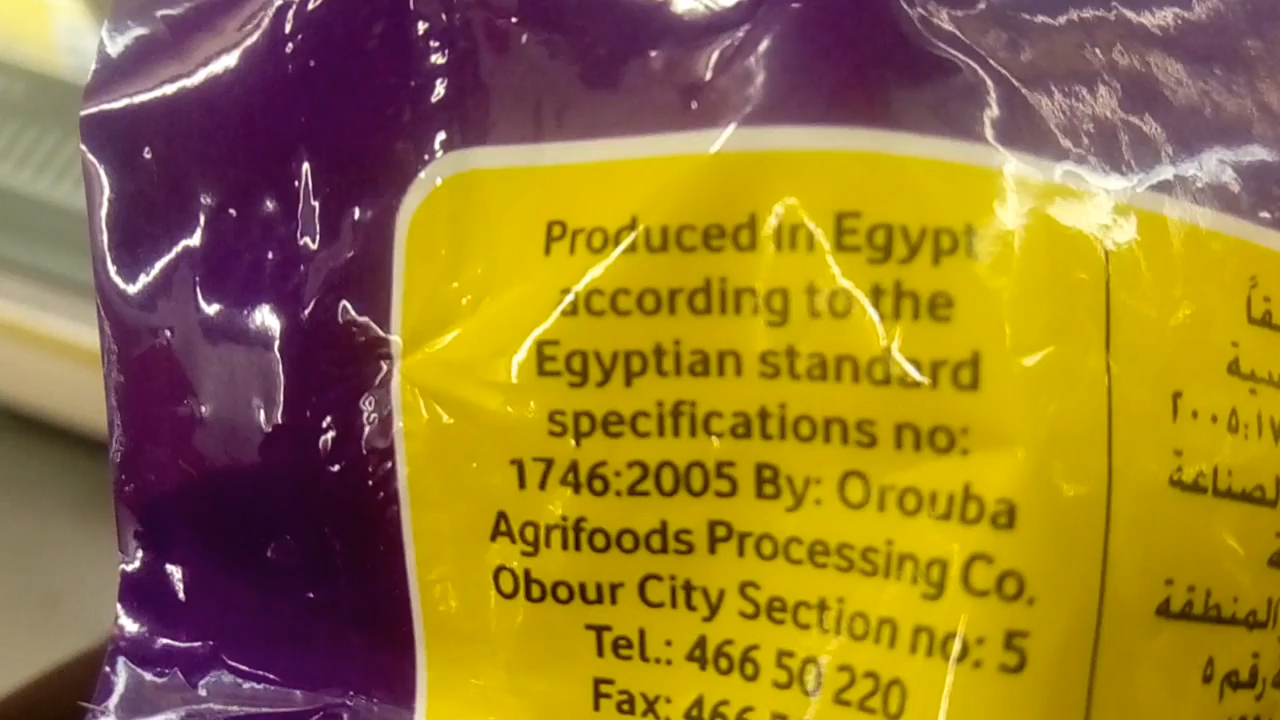 Produced in Egypt
according to the
Egyptian standard
specifications no:
1746:2005 By: Orouba
Agrifoods Processing Co.
Obour City Section no: 5
Tel.: 466 50 220
Fax: 466
٢٠٠٥:١٧
المنطقة
رقم ٥